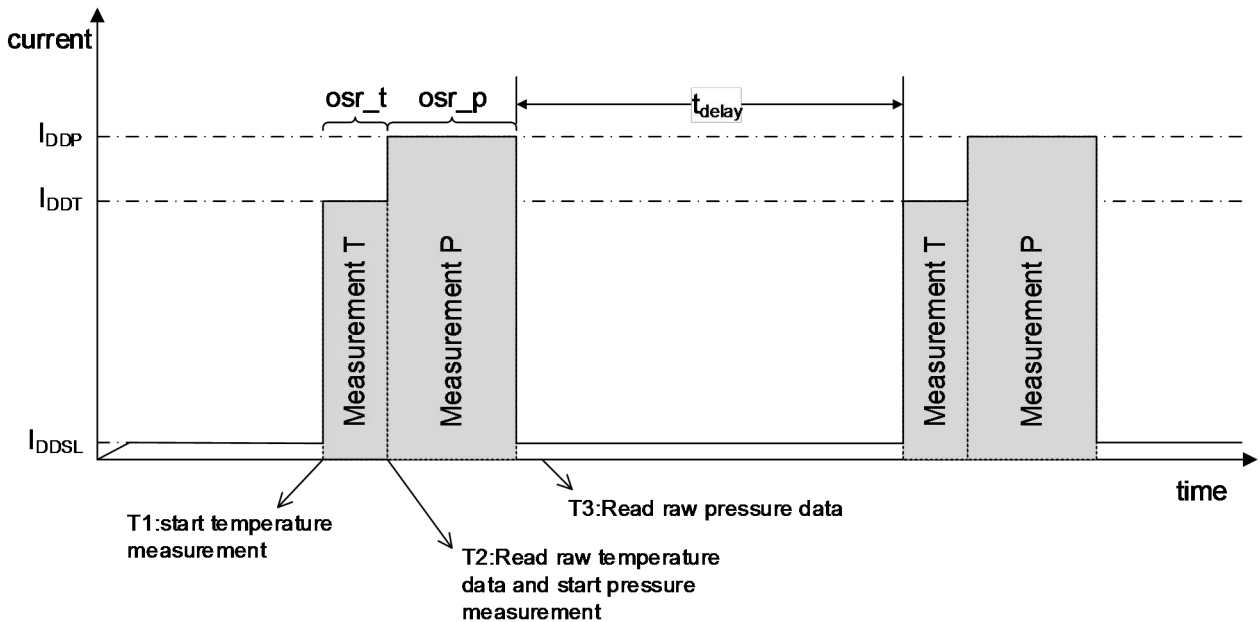 current
osr_t
osr_p
tdelay
IDDP
IDDT
Measurement T
Measurement P
Measurement T
Measurement P
IDDSL
time
T1:start temperature
measurement
T3:Read raw pressure data
T2:Read raw temperature
data and start pressure
measurement